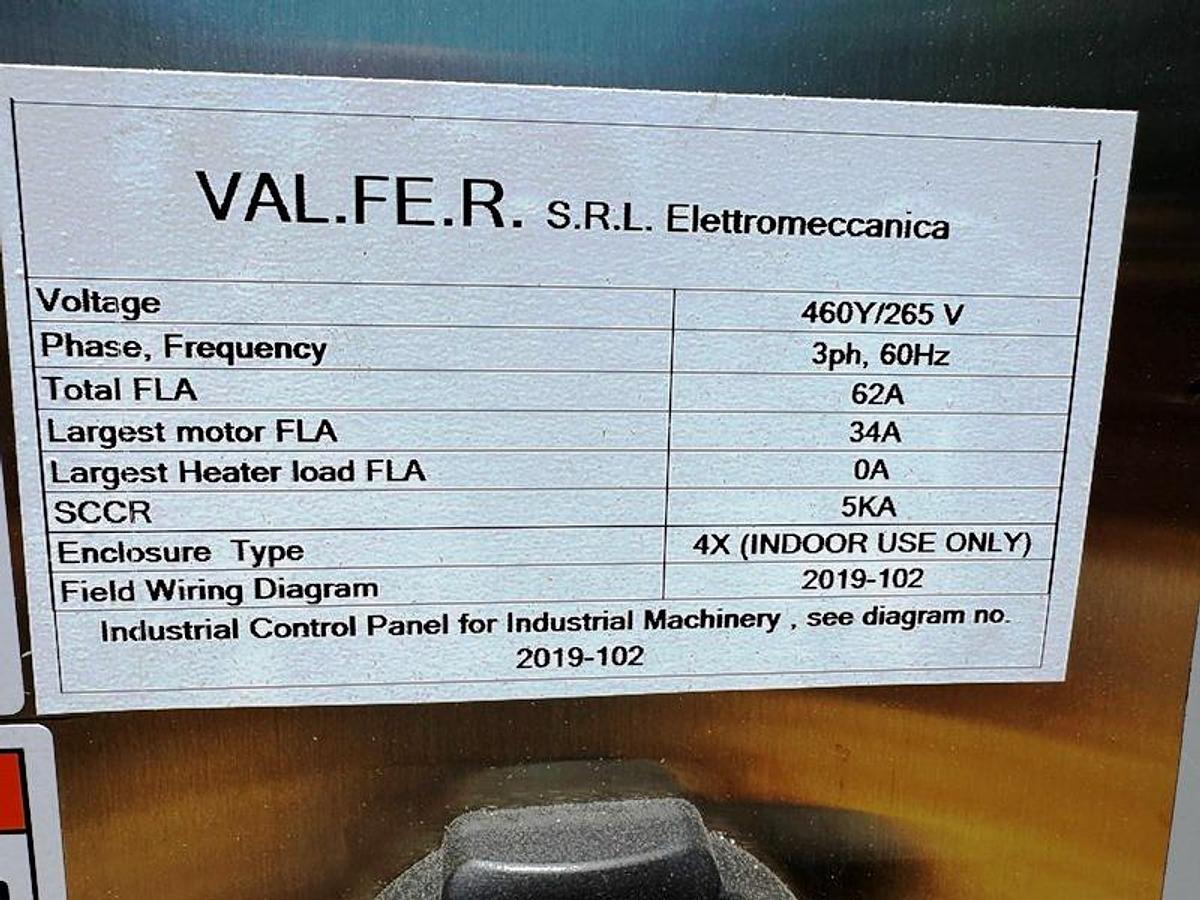 VAL.FE.R. S.R.L. Elettromeccanica
Voltage 460Y/265 V
Phase, Frequency 3ph, 60Hz
Total FLA 62A
Largest motor FLA 34A
Largest Heater load FLA 0A
SCCR 5KA
Enclosure Type 4X (INDOOR USE ONLY)
Field Wiring Diagram 2019-102
Industrial Control Panel for Industrial Machinery , see diagram no.
2019-102